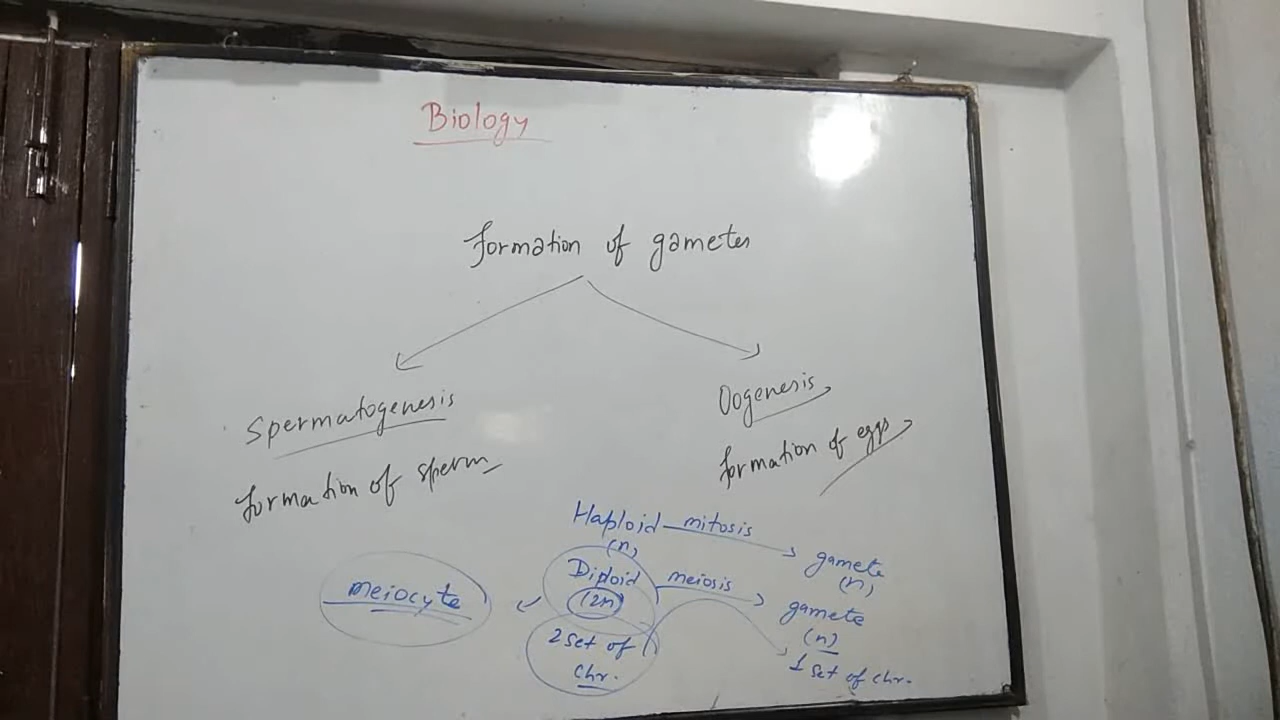 Biology
formation of gametes
Spermatogenesis
formation of sperm
Oogenesis
formation of eggs
Haploid mitosis gamete
(n) (n)
Diploid meiosis gamete
(2n) (n)
2 set of chr.
1 set of chr.
meiocyte